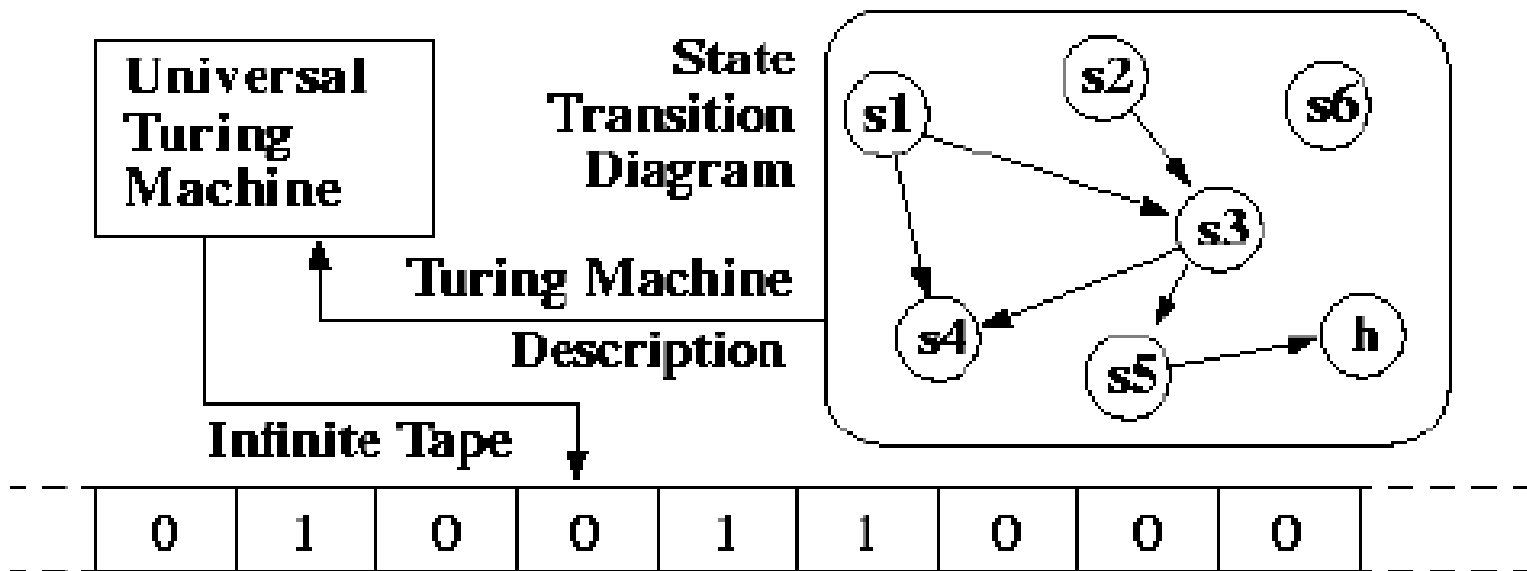 Universal
Turing
Machine
State
Transition
Diagram
s1
s2
s6
s3
s4
s5
h
Turing Machine
Description
Infinite Tape
0 1 0 0 1 1 0 0 0